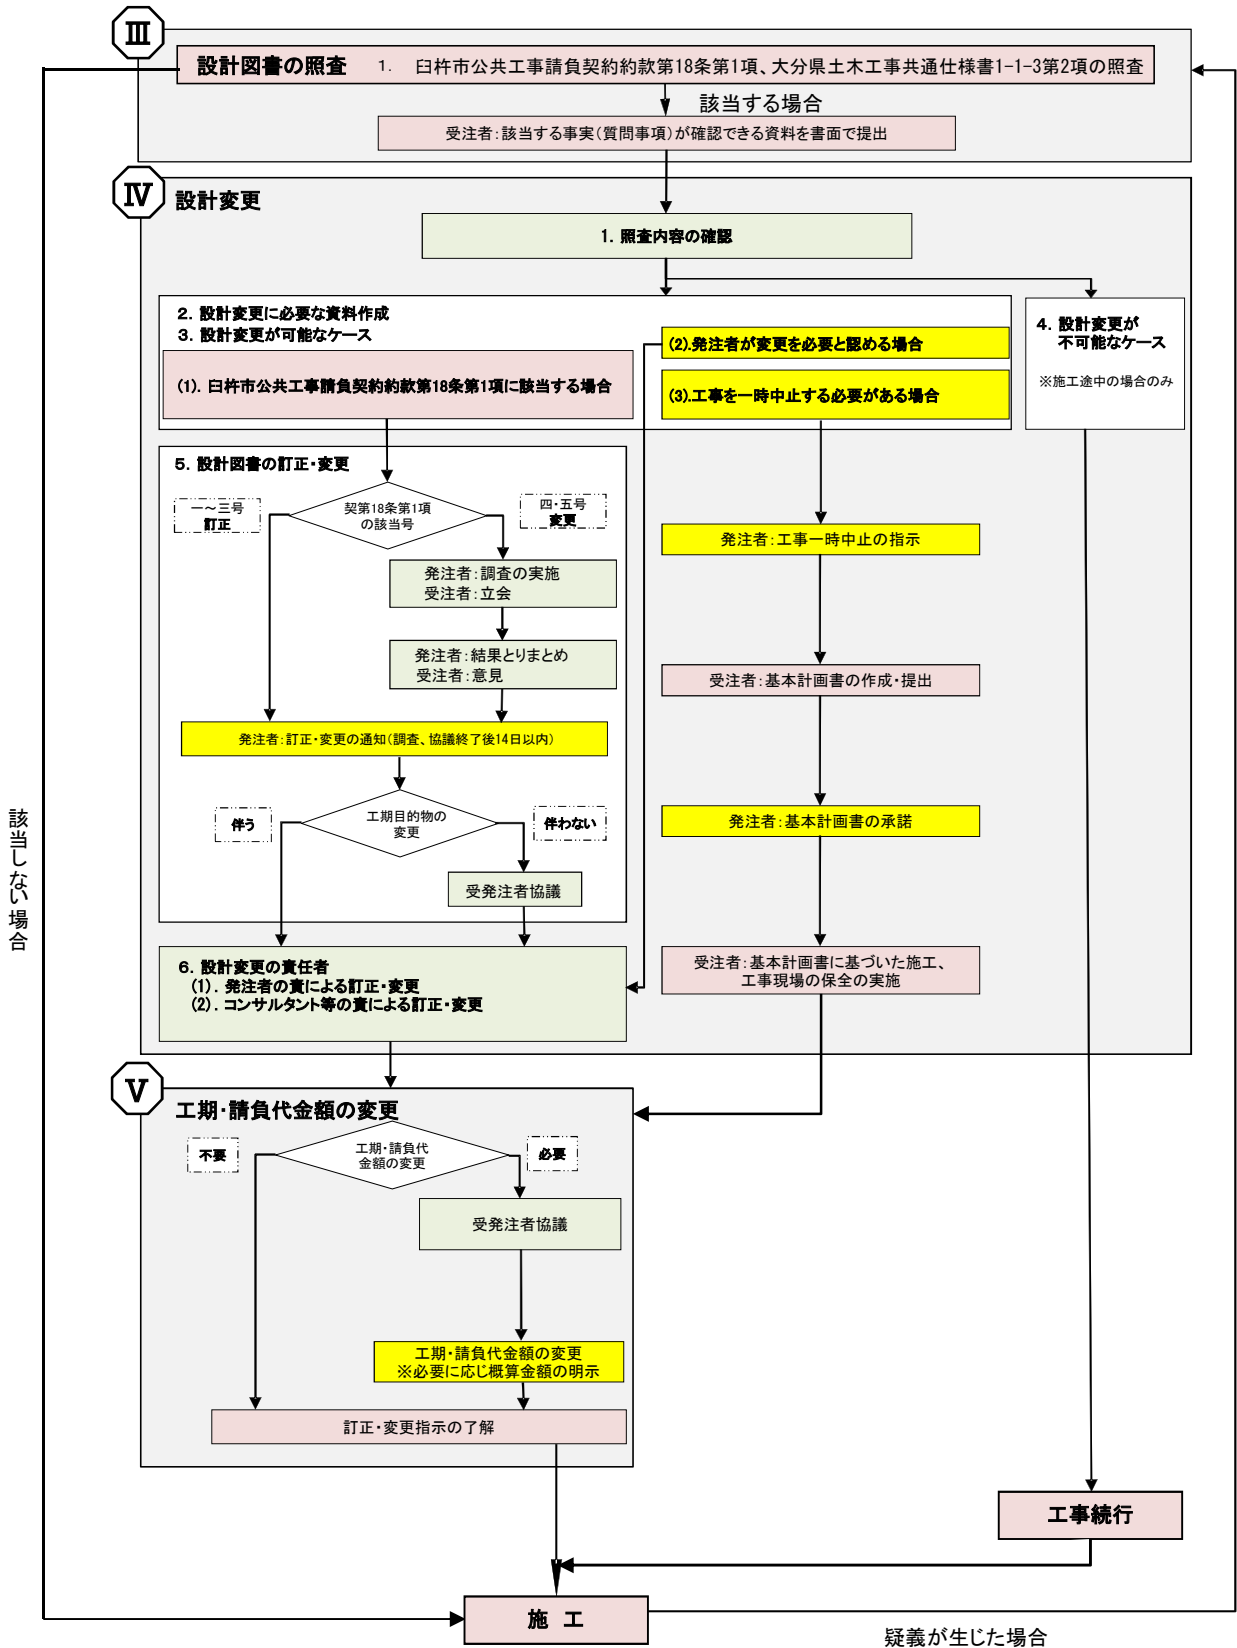 Ⅲ
設計図書の照査 1. 臼杵市公共工事請負契約約款第18条第1項、大分県土木工事共通仕様書1-1-3第2項の照査
該当する場合
受注者:該当する事実(質問事項)が確認できる資料を書面で提出
Ⅳ
設計変更
1. 照査内容の確認
2. 設計変更に必要な資料作成
3. 設計変更が可能なケース
(1). 臼杵市公共工事請負契約約款第18条第1項に該当する場合
(2).発注者が変更を必要と認める場合
(3).工事を一時中止する必要がある場合
4. 設計変更が
不可能なケース
※施工途中の場合のみ
5. 設計図書の訂正・変更
一～三号
訂正
契第18条第1項
の該当号
四・五号
変更
発注者:調査の実施
受注者:立会
発注者:結果とりまとめ
受注者:意見
発注者:訂正・変更の通知(調査、協議終了後14日以内)
伴う
工期目的物の
変更
伴わない
受発注者協議
発注者:工事一時中止の指示
受注者:基本計画書の作成・提出
発注者:基本計画書の承諾
受注者:基本計画書に基づいた施工、
工事現場の保全の実施
6. 設計変更の責任者
(1). 発注者の責による訂正・変更
(2). コンサルタント等の責による訂正・変更
該当しない場合
Ⅴ
工期・請負代金額の変更
不要
工期・請負代
金額の変更
必要
受発注者協議
工期・請負代金額の変更
※必要に応じ概算金額の明示
訂正・変更指示の了解
工事続行
施 工
疑義が生じた場合